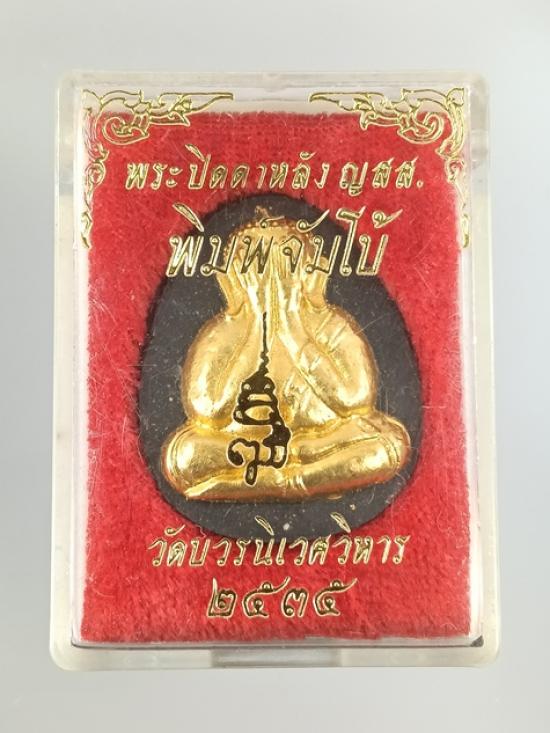 พระปิดตาหลัง ญสส.
พิมพ์จัมโบ้
วัดบวรนิเวศวิหาร
๒๕๓๕